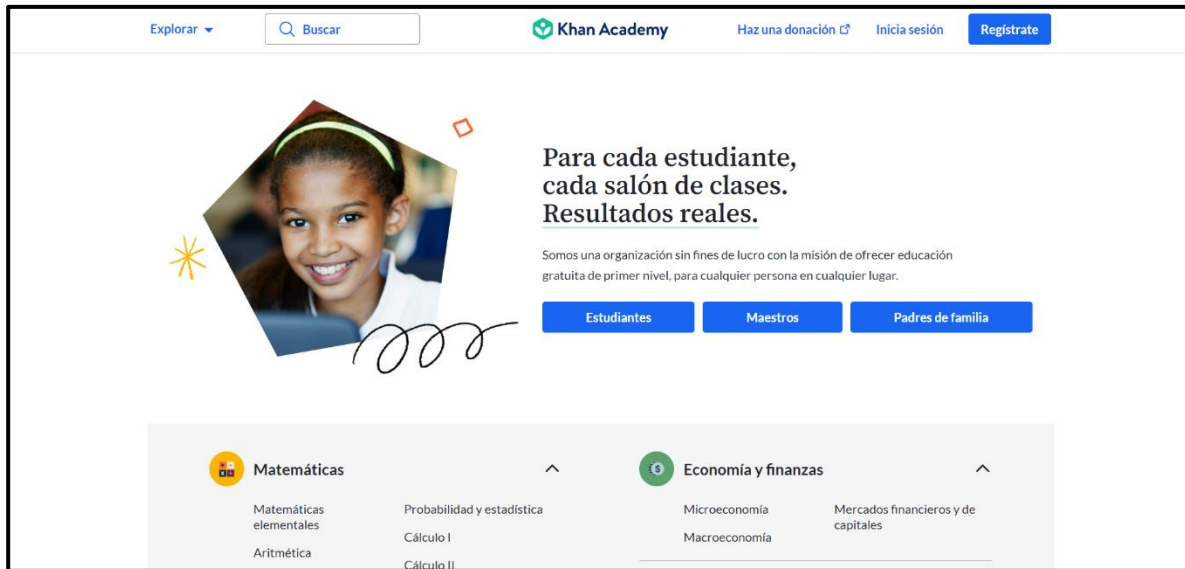 Explorar
Buscar
Khan Academy
Haz una donación
Inicia sesión
Regístrate
Para cada estudiante,
cada salón de clases.
Resultados reales.
Somos una organización sin fines de lucro con la misión de ofrecer educación
gratuita de primer nivel, para cualquier persona en cualquier lugar.
Estudiantes
Maestros
Padres de familia
Matemáticas
Matemáticas
elementales
Aritmética
Probabilidad y estadística
Cálculo I
Cálculo II
Economía y finanzas
Microeconomía
Macroeconomía
Mercados financieros y de
capitales